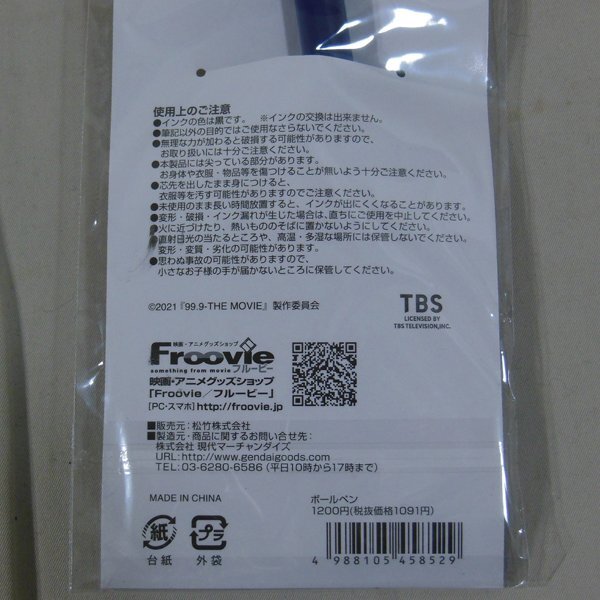 使用上のご注意
●インクの色は黒です。 ※インクの交換は出来ません。
●筆記以外の目的ではご使用なさらないでください。
●無理な力が加わると破損する可能性がありますので、
お取り扱いには十分ご注意ください。
●本製品には尖っている部分があります。
お身体や衣服・物品等を傷つけることが無いよう十分ご注意ください。
●芯先を出したまま身につけると、
衣服等を汚す可能性がありますのでご注意ください。
●未使用のまま長い時間放置すると、インクが出にくくなることがあります。
●変形・破損・インク漏れが生じた場合は、直ちにご使用を中止してください。
●火に近づけたり、熱いもののそばに置かないようにしてください。
●直射日光の当たるところや、高温・多湿な場所には保管しないでください。
変形・変質・劣化の可能性があります。
●思わぬ事故の可能性がありますので、
小さなお子様の手が届かないところに保管してください。
©2021『99.9-THE MOVIE』製作委員会
TBS
LICENSED BY
TBS TELEVISION,INC.
映画・アニメグッズショップ
Froovie
something from movie フルービー
映画・アニメグッズショップ
「Froovie/フルービー」
[PC・スマホ] http://froovie.jp
■販売元:松竹株式会社
■製造元・商品に関するお問い合せ先:
株式会社 現代マーチャンダイズ
URL:http://www.gendaigoods.com
TEL:03-6280-6586 (平日10時から17時まで)
MADE IN CHINA
ボールペン
1200円(税抜価格1091円)
紙
台紙
プラ
外袋
4 988105 458529